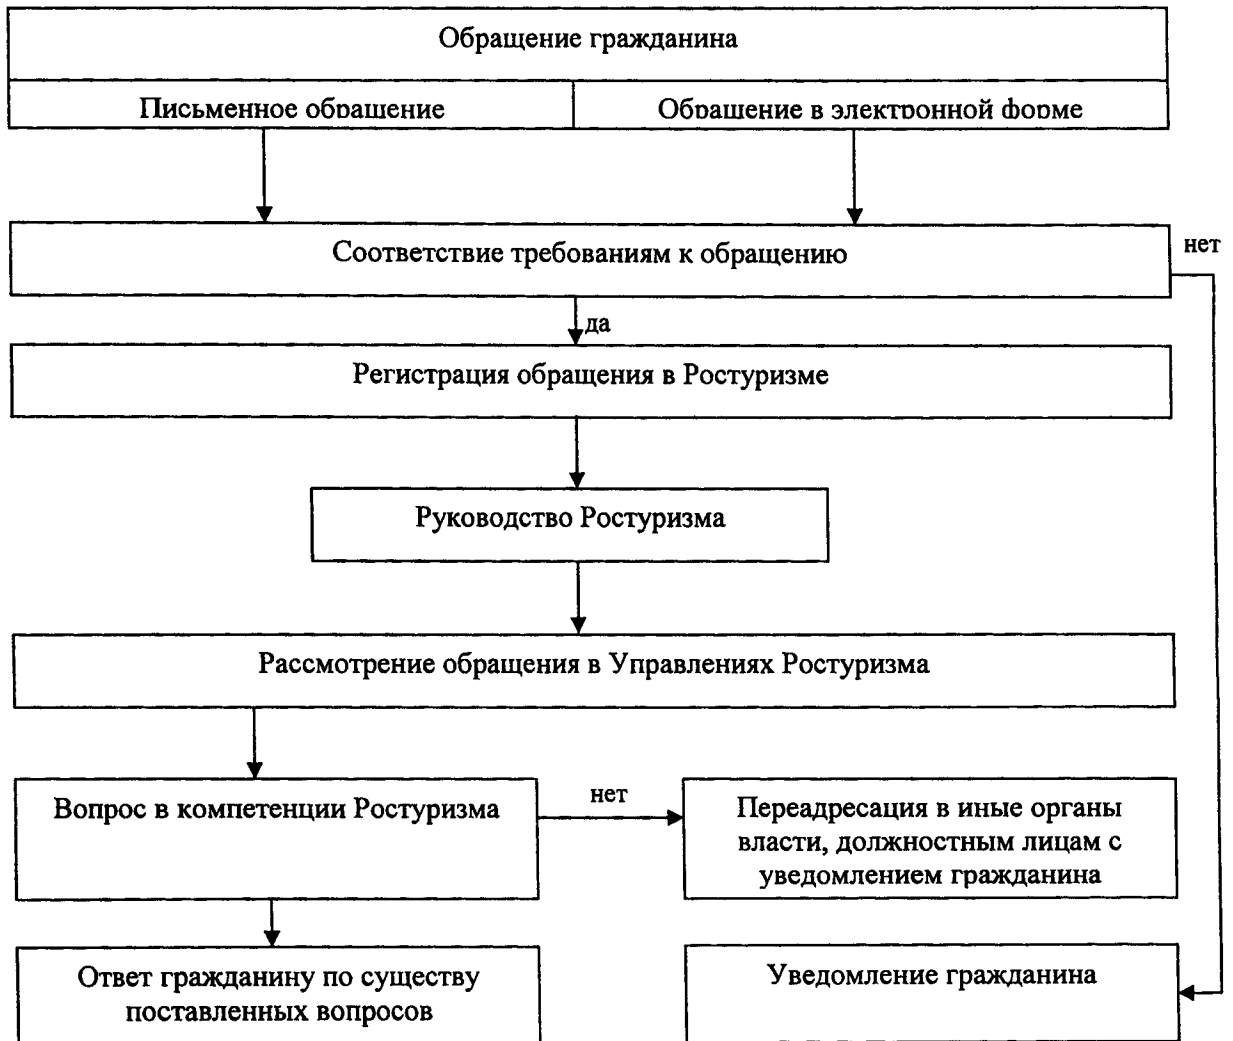 Обращение гражданина
Письменное обращение
Обращение в электронной форме
Соответствие требованиям к обращению
нет
да
Регистрация обращения в Ростуризме
Руководство Ростуризма
Рассмотрение обращения в Управлениях Ростуризма
Вопрос в компетенции Ростуризма
нет
Переадресация в иные органы
власти, должностным лицам с
уведомлением гражданина
Ответ гражданину по существу
поставленных вопросов
Уведомление гражданина